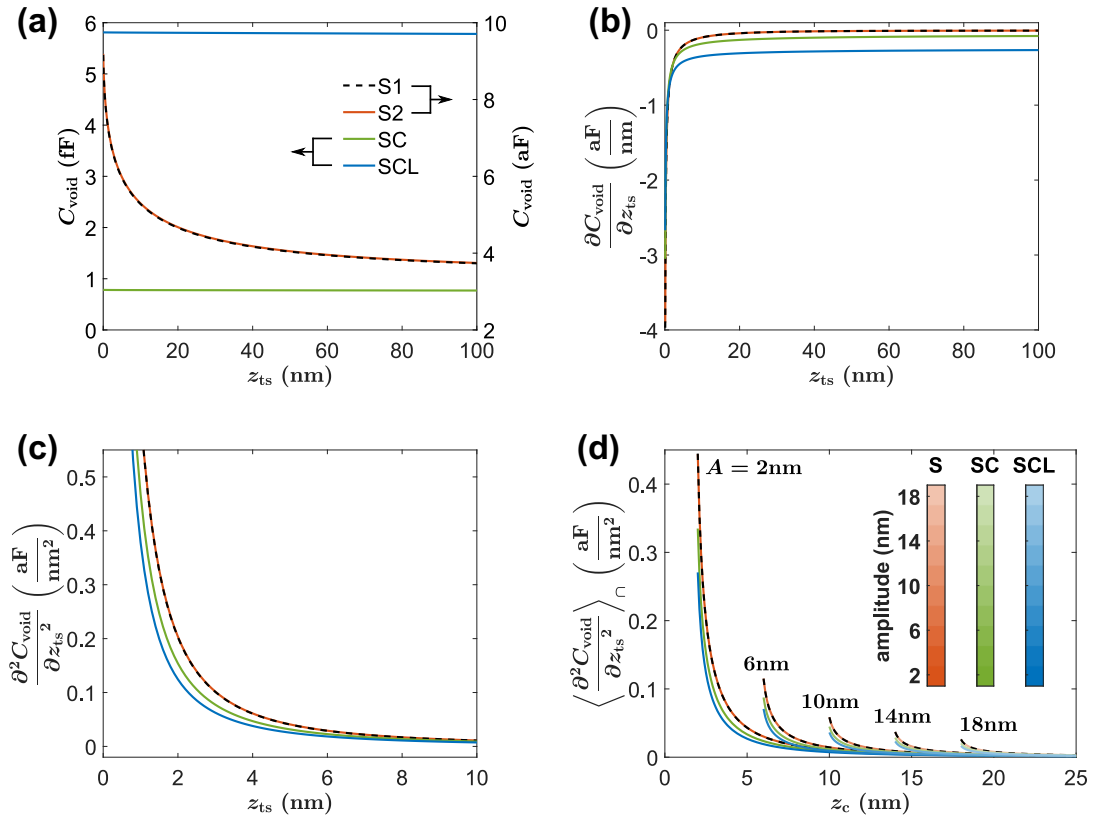 (a)
6
5
4
3
2
1
0
C_void (fF)
10
8
6
4
2
C_void (aF)
S1
S2
SC
SCL
0 20 40 60 80 100
z_ts (nm)
(b)
0
-1
-2
-3
-4
∂C_void/∂z_ts (aF/nm)
0 20 40 60 80 100
z_ts (nm)
(c)
0.5
0.4
0.3
0.2
0.1
0
∂²C_void/∂z_ts² (aF/nm²)
0 2 4 6 8 10
z_ts (nm)
(d)
0.4
0.3
0.2
0.1
0
⟨∂²C_void/∂z_ts²⟩_∩ (aF/nm²)
A = 2nm
6nm
10nm
14nm
18nm
S SC SCL
18
14
10
6
2
amplitude (nm)
0 5 10 15 20 25
z_c (nm)